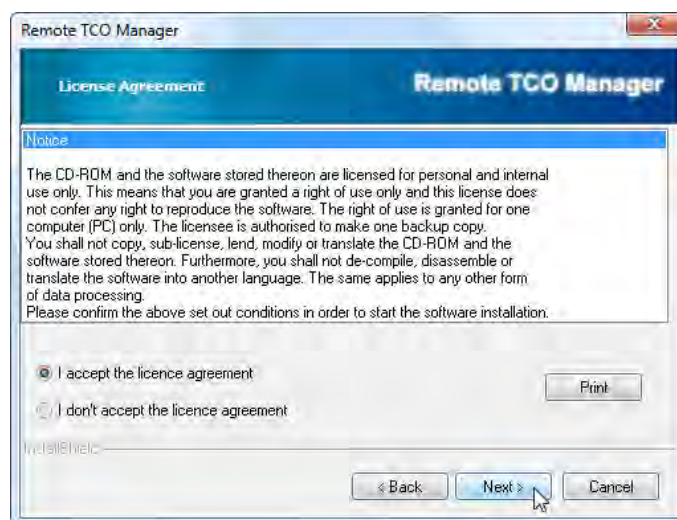 Remote TCO Manager
License Agreement
Remote TCO Manager
Notice
The CD-ROM and the software stored thereon are licensed for personal and internal
use only. This means that you are granted a right of use only and this license does
not confer any right to reproduce the software. The right of use is granted for one
computer (PC) only. The licensee is authorised to make one backup copy.
You shall not copy, sub-license, lend, modify or translate the CD-ROM and the
software stored thereon. Furthermore, you shall not de-compile, disassemble or
translate the software into another language. The same applies to any other form
of data processing.
Please confirm the above set out conditions in order to start the software installation.
I accept the licence agreement
Print
I don't accept the licence agreement
InstallShield
< Back
Next >
Cancel